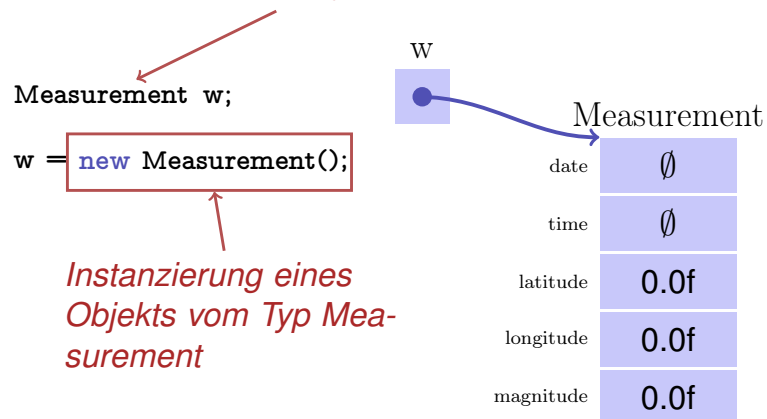 w
Measurement w;
Measurement
w = new Measurement();
date ∅
time ∅
Instanzierung eines
Objekts vom Typ Mea-
surement
latitude 0.0f
longitude 0.0f
magnitude 0.0f